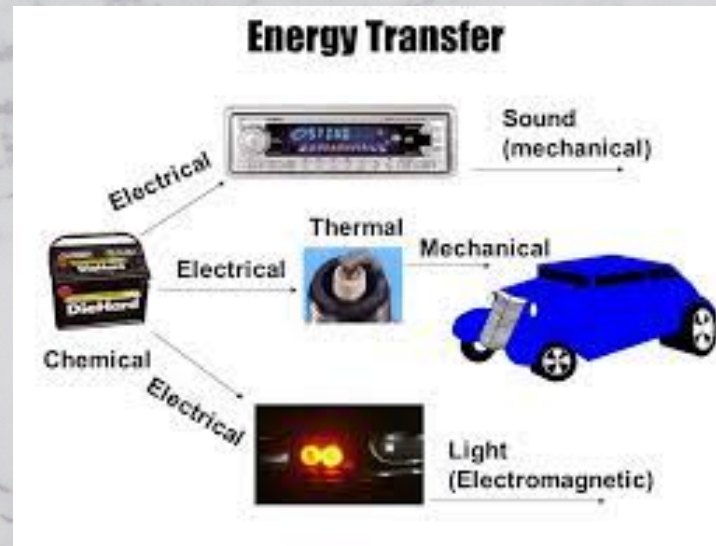 Energy Transfer
Sound
(mechanical)
Electrical
Thermal
Electrical
Mechanical
DieHard
Chemical
Electrical
Light
(Electromagnetic)